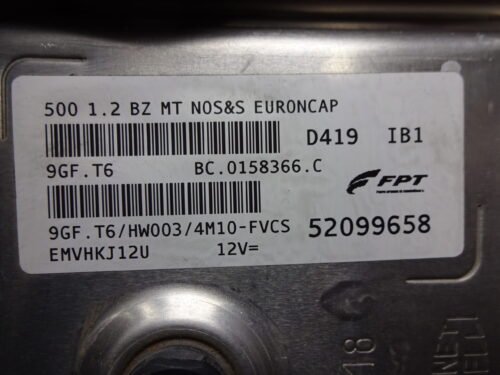 500 1.2 BZ MT NOS&S EURONCAP
D419 IB1
9GF.T6 BC.0158366.C
FPT
9GF.T6/HW003/4M10-FVCS 52099658
EMVHKJ12U 12V=
18